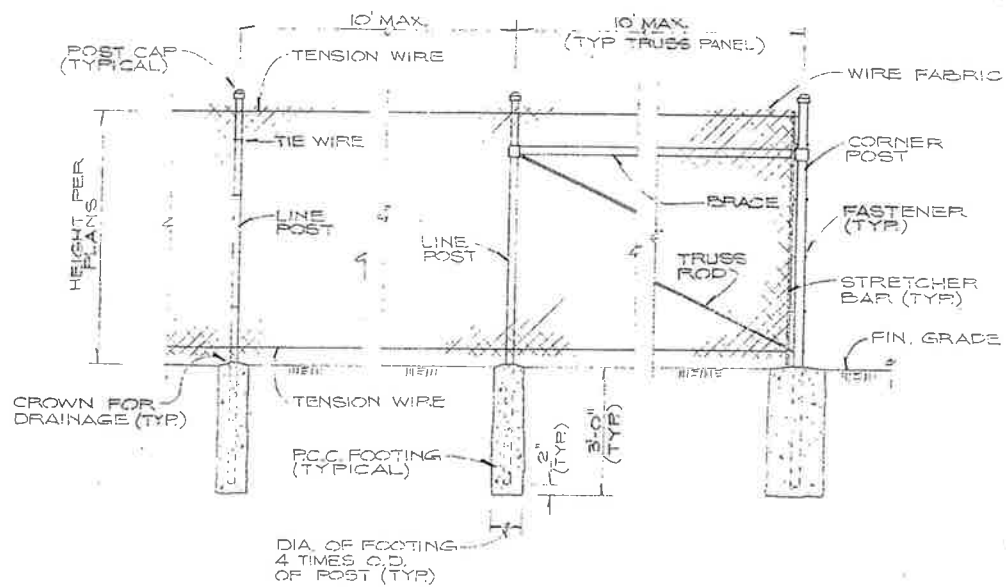 10' MAX.
10' MAX.
(TYP TRUSS PANEL)
POST CAP
(TYPICAL)
TENSION WIRE
WIRE FABRIC
TIE WIRE
CORNER
POST
BRACE
HEIGHT PER
PLANS
LINE
POST
LINE
POST
FASTENER
(TYP.)
TRUSS
ROD
STRETCHER
BAR (TYP.)
FIN. GRADE
CROWN FOR
DRAINAGE (TYP.)
TENSION WIRE
P.C.C. FOOTING
(TYPICAL)
2"
(TYP.)
3'-0"
(TYP.)
DIA. OF FOOTING
4 TIMES O.D.
OF POST (TYP.)